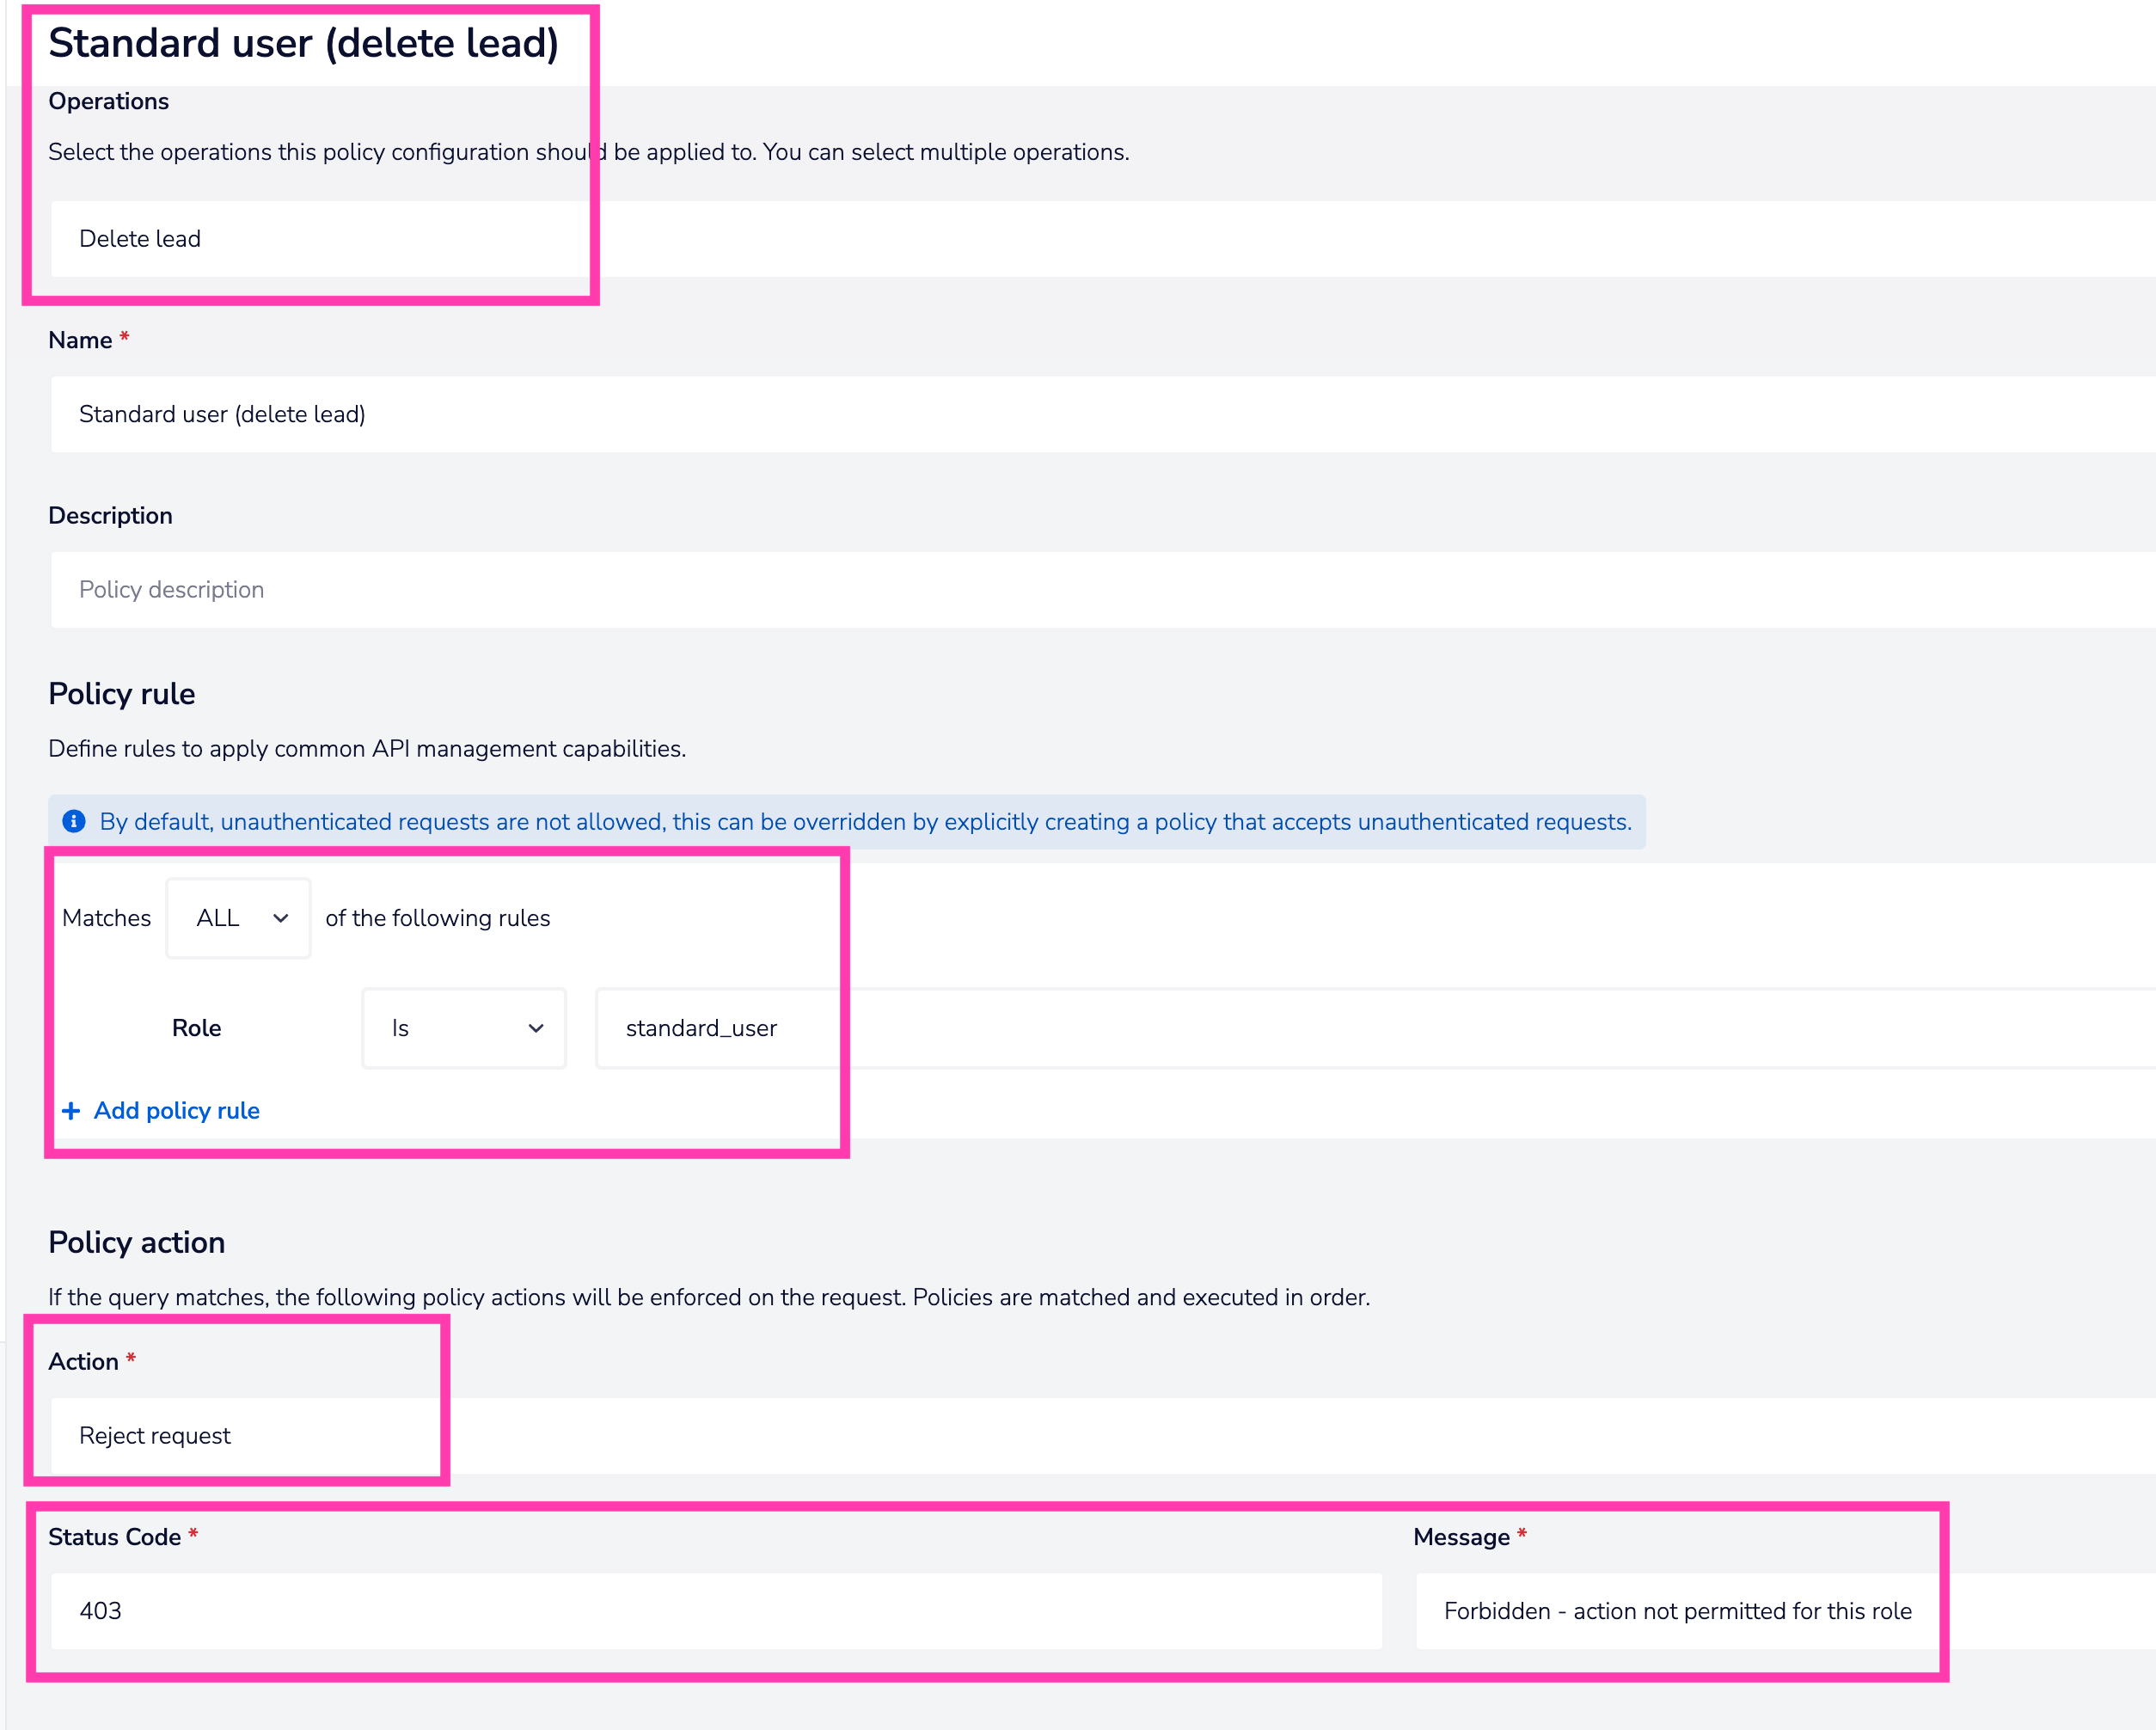 Standard user (delete lead)
Operations
Select the operations this policy configuration should be applied to. You can select multiple operations.
Delete lead
Name *
Standard user (delete lead)
Description
Policy description
Policy rule
Define rules to apply common API management capabilities.
By default, unauthenticated requests are not allowed, this can be overridden by explicitly creating a policy that accepts unauthenticated requests.
Matches ALL of the following rules
Role Is standard_user
+ Add policy rule
Policy action
If the query matches, the following policy actions will be enforced on the request. Policies are matched and executed in order.
Action *
Reject request
Status Code * Message *
403 Forbidden - action not permitted for this role